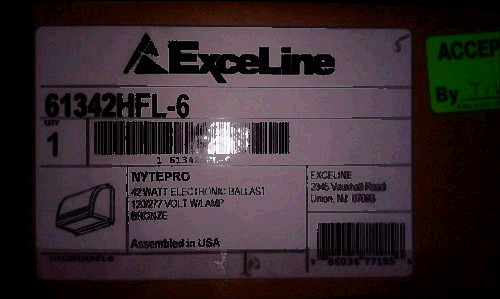 EXCELINE
5
ACCEP
By
61342HFL-6
QTY
1
NYTEPRO
42 WATT ELECTRONIC BALLAST
120/277 VOLT W/LAMP
BRONZE
Assembled in USA
EXCELINE
2345 Vauxhall Road
Union, NJ 07083